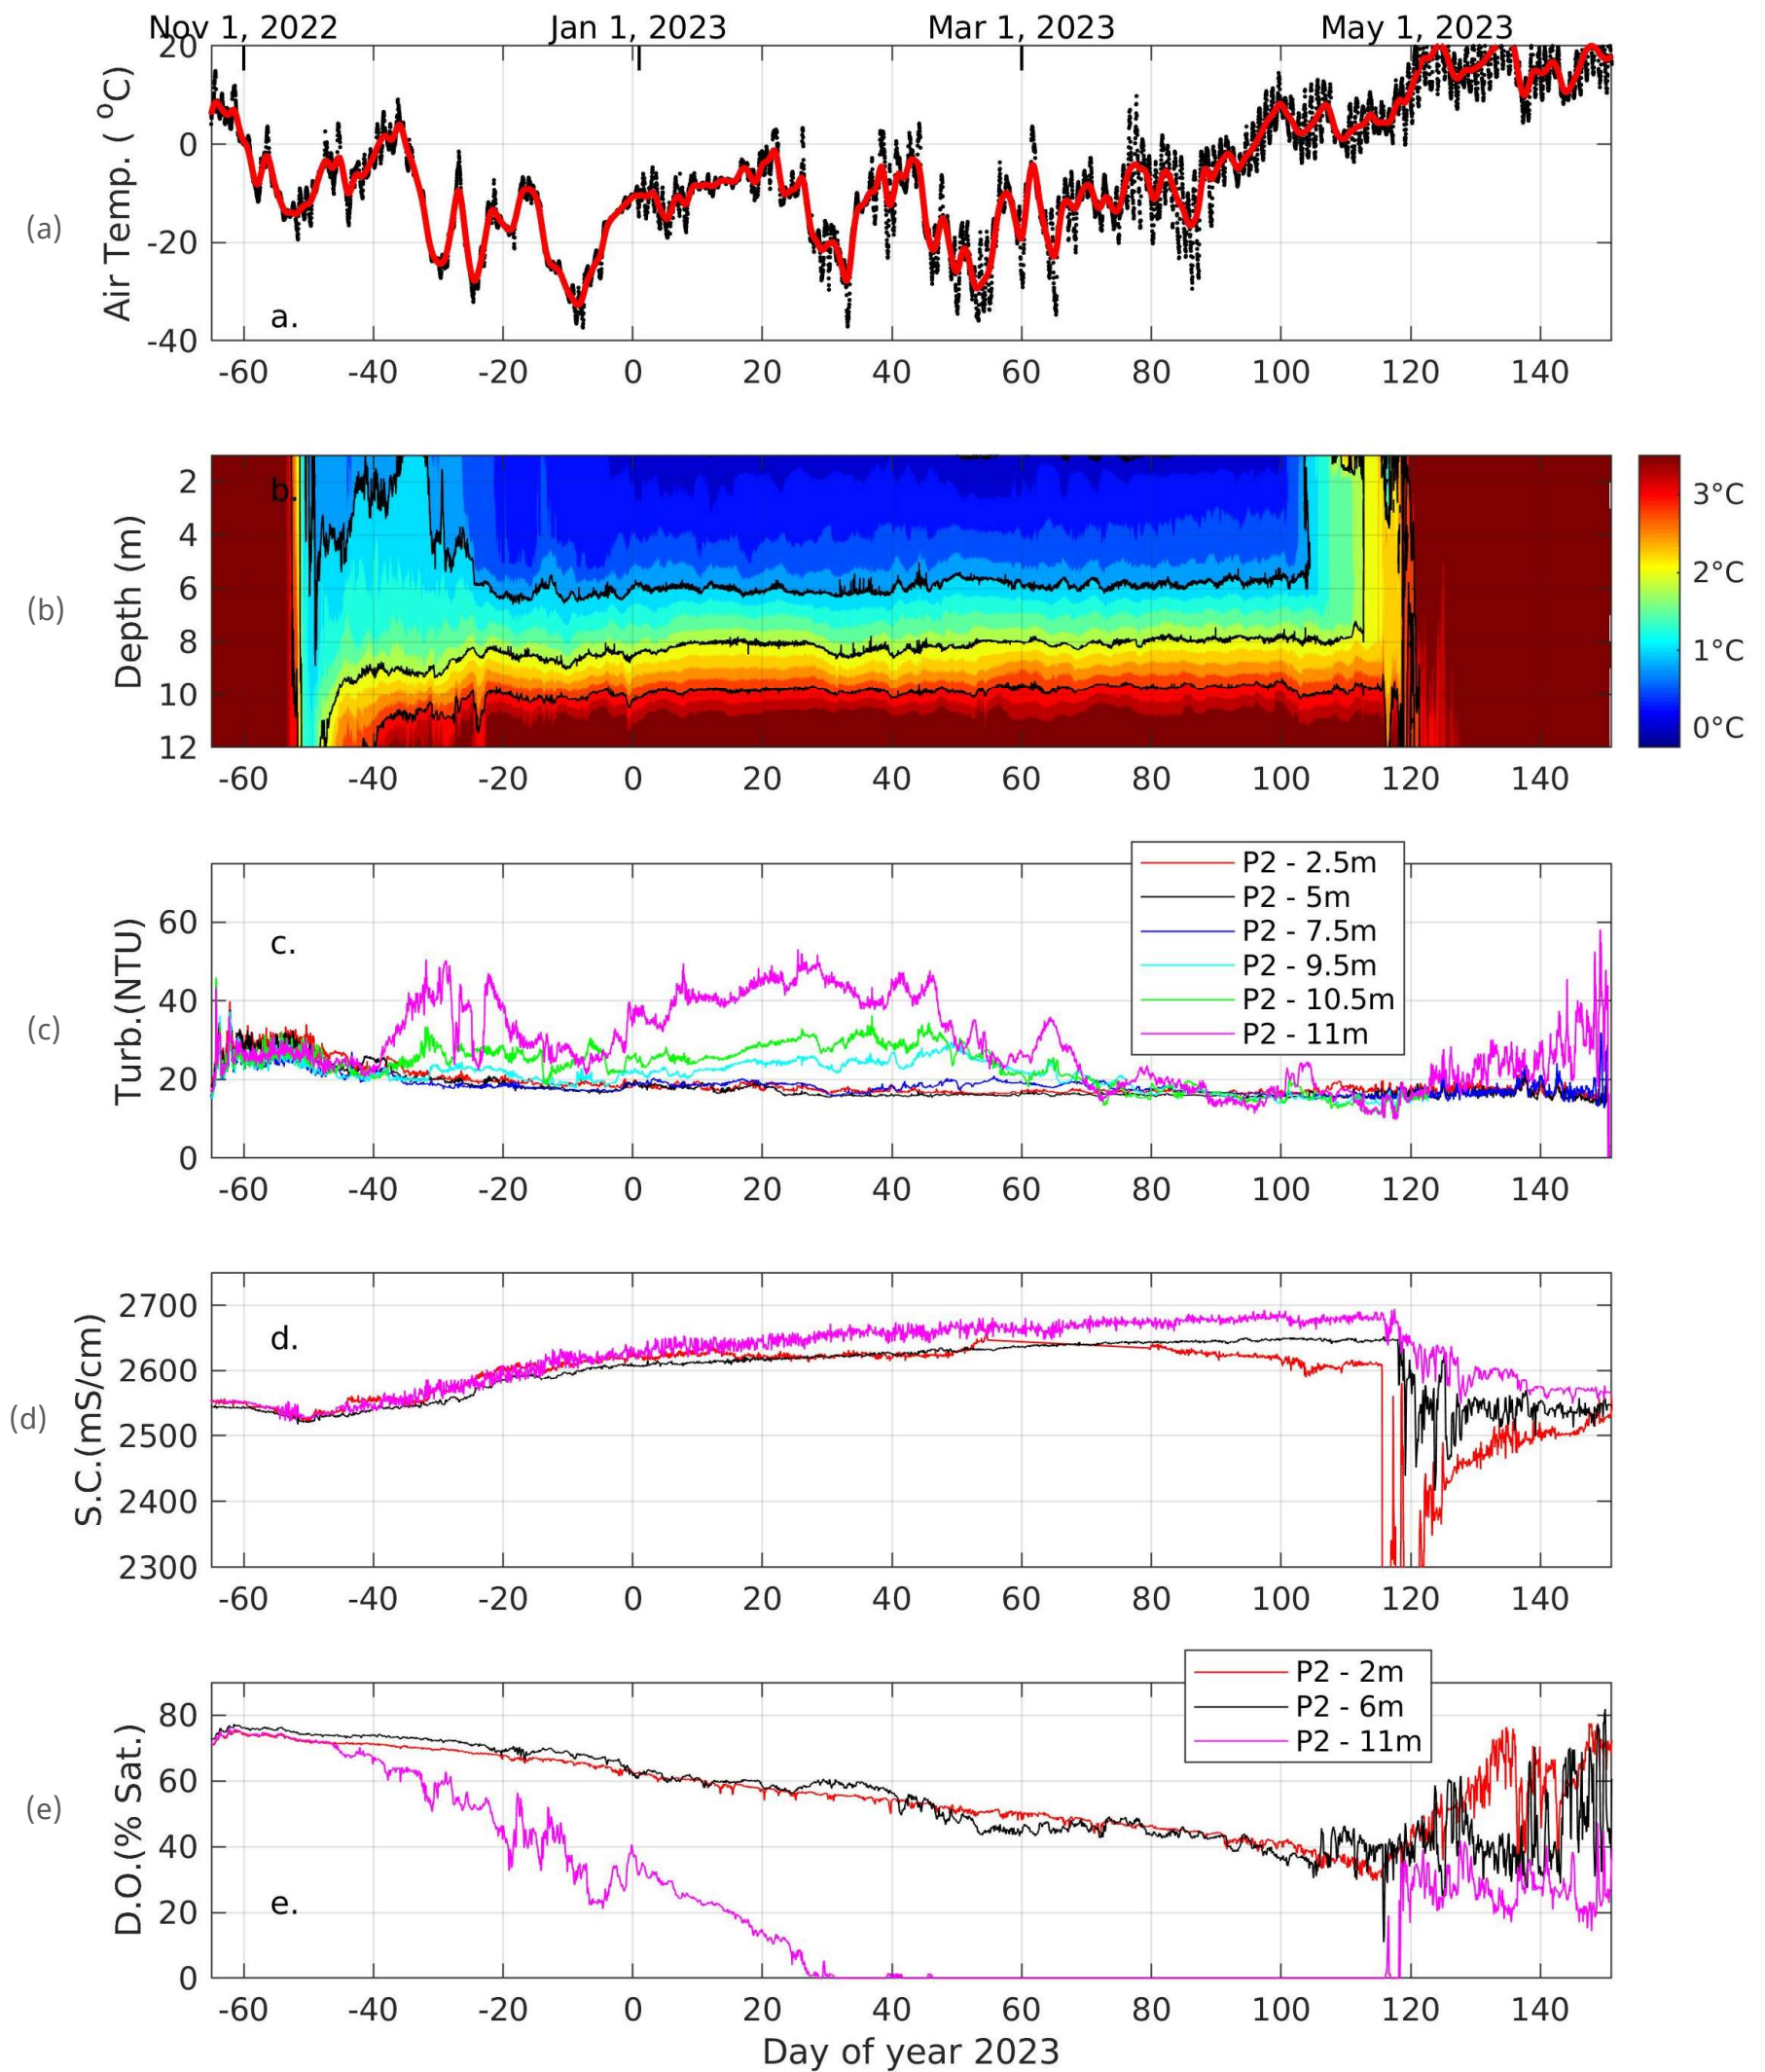 Nov 1, 2022 Jan 1, 2023 Mar 1, 2023 May 1, 2023
20
0
-20
-40
Air Temp. ( °C)
(a)
a.
-60 -40 -20 0 20 40 60 80 100 120 140
2
4
6
8
10
12
Depth (m)
(b)
b.
3°C
2°C
1°C
0°C
-60 -40 -20 0 20 40 60 80 100 120 140
P2 - 2.5m
P2 - 5m
P2 - 7.5m
P2 - 9.5m
P2 - 10.5m
P2 - 11m
60
40
20
0
Turb.(NTU)
(c)
c.
-60 -40 -20 0 20 40 60 80 100 120 140
2700
2600
2500
2400
2300
S.C.(mS/cm)
(d)
d.
-60 -40 -20 0 20 40 60 80 100 120 140
P2 - 2m
P2 - 6m
P2 - 11m
80
60
40
20
0
D.O.(% Sat.)
(e)
e.
-60 -40 -20 0 20 40 60 80 100 120 140
Day of year 2023